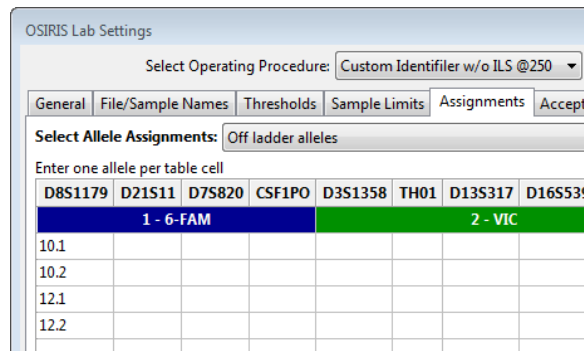 OSIRIS Lab Settings
Select Operating Procedure: Custom Identifiler w/o ILS @250
General File/Sample Names Thresholds Sample Limits Assignments Accept
Select Allele Assignments: Off ladder alleles
Enter one allele per table cell
D8S1179 D21S11 D7S820 CSF1PO D3S1358 TH01 D13S317 D16S539
1 - 6-FAM 2 - VIC
10.1
10.2
12.1
12.2